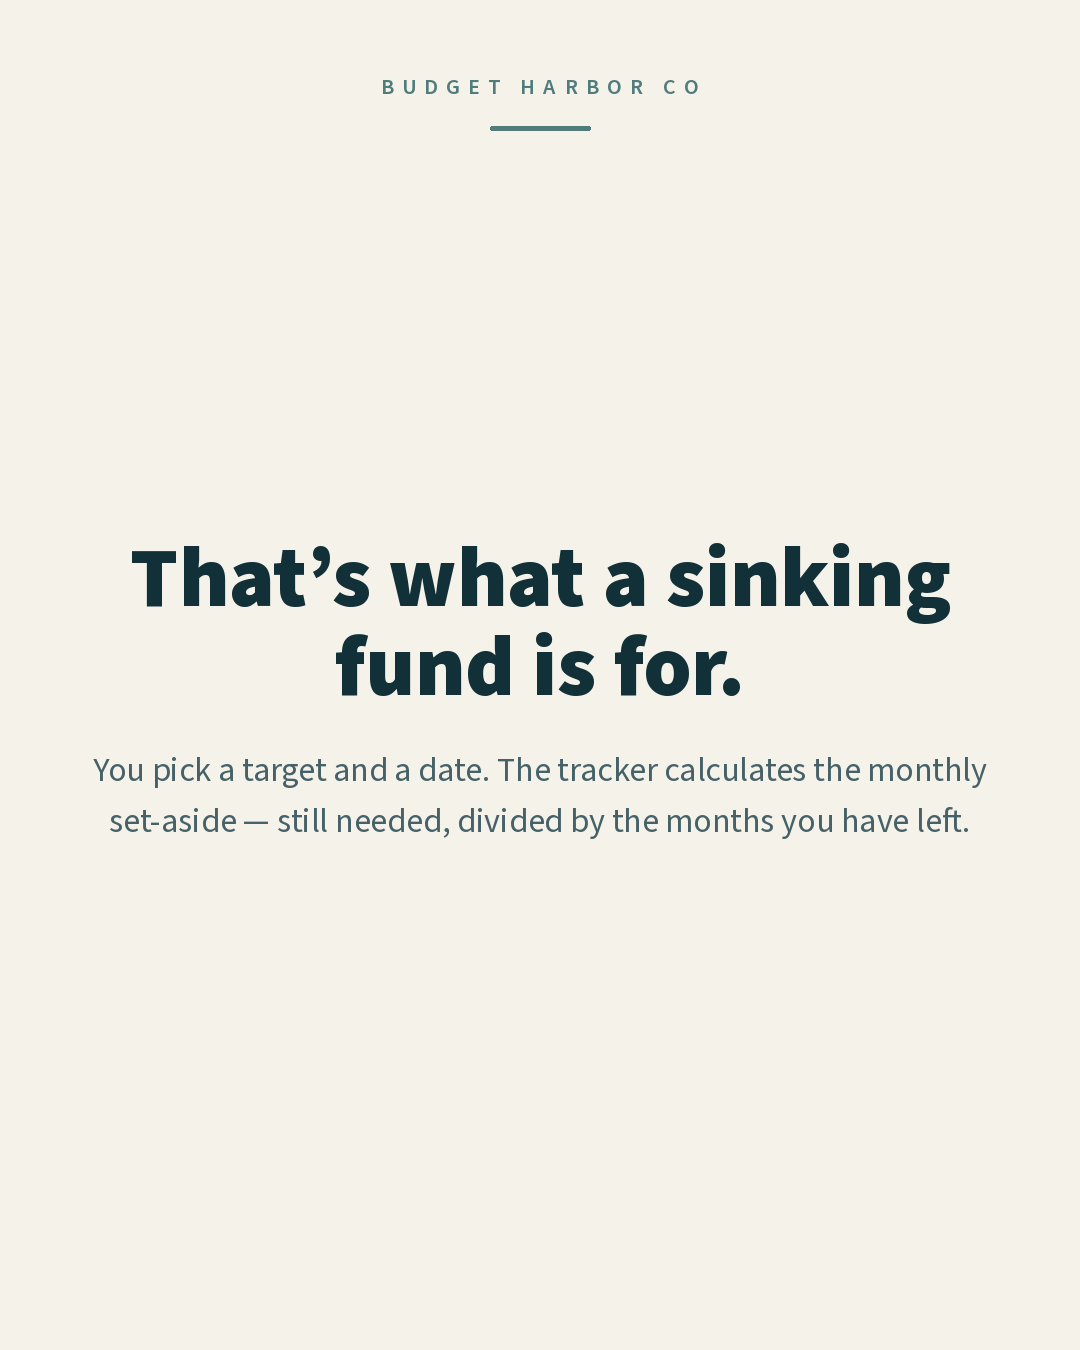 BUDGET HARBOR CO
That’s what a sinking
fund is for.
You pick a target and a date. The tracker calculates the monthly
set-aside — still needed, divided by the months you have left.